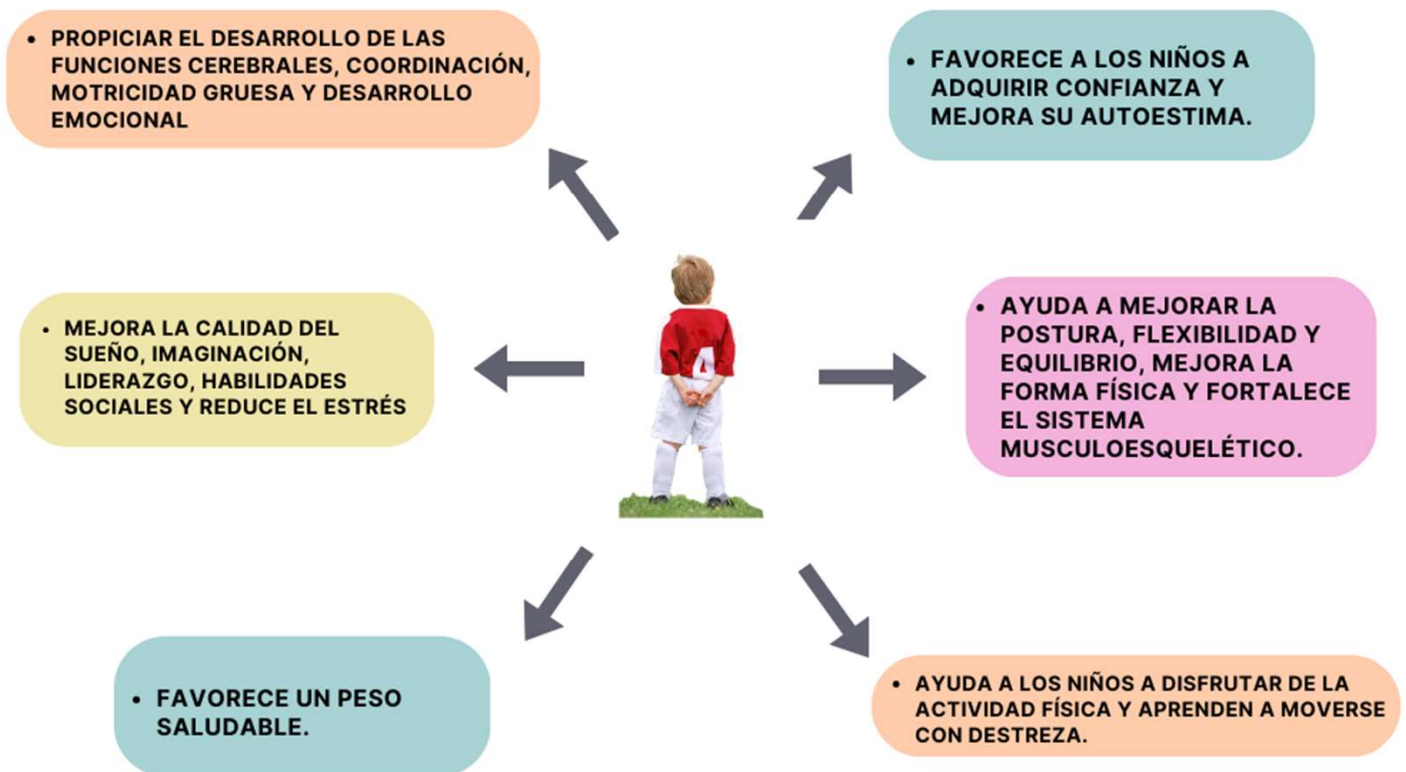 • PROPICIAR EL DESARROLLO DE LAS
FUNCIONES CEREBRALES, COORDINACIÓN,
MOTRICIDAD GRUESA Y DESARROLLO
EMOCIONAL
• FAVORECE A LOS NIÑOS A
ADQUIRIR CONFIANZA Y
MEJORA SU AUTOESTIMA.
• MEJORA LA CALIDAD DEL
SUEÑO, IMAGINACIÓN,
LIDERAZGO, HABILIDADES
SOCIALES Y REDUCE EL ESTRÉS
4
• AYUDA A MEJORAR LA
POSTURA, FLEXIBILIDAD Y
EQUILIBRIO, MEJORA LA
FORMA FÍSICA Y FORTALECE
EL SISTEMA
MUSCULOESQUELÉTICO.
• FAVORECE UN PESO
SALUDABLE.
• AYUDA A LOS NIÑOS A DISFRUTAR DE LA
ACTIVIDAD FÍSICA Y APRENDEN A MOVERSE
CON DESTREZA.